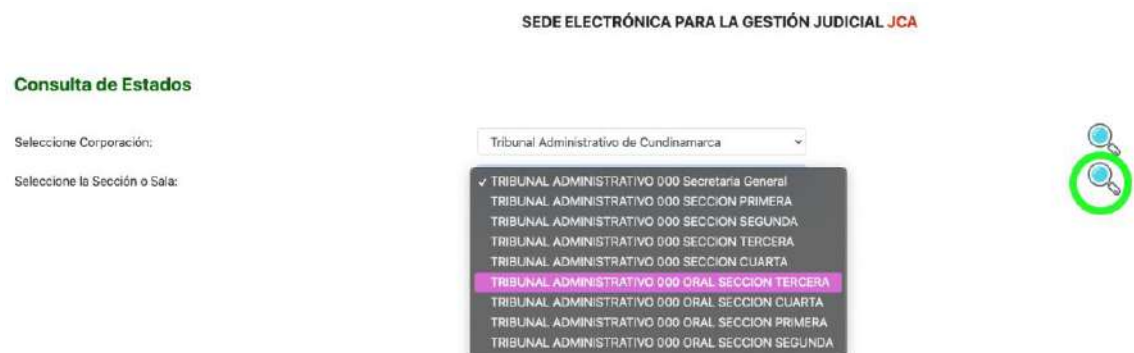 SEDE ELECTRÓNICA PARA LA GESTIÓN JUDICIAL JCA
Consulta de Estados
Seleccione Corporación:
Tribunal Administrativo de Cundinamarca
Seleccione la Sección o Sala:
✓ TRIBUNAL ADMINISTRATIVO 000 Secretaria General
TRIBUNAL ADMINISTRATIVO 000 SECCION PRIMERA
TRIBUNAL ADMINISTRATIVO 000 SECCION SEGUNDA
TRIBUNAL ADMINISTRATIVO 000 SECCION TERCERA
TRIBUNAL ADMINISTRATIVO 000 SECCION CUARTA
TRIBUNAL ADMINISTRATIVO 000 ORAL SECCION TERCERA
TRIBUNAL ADMINISTRATIVO 000 ORAL SECCION CUARTA
TRIBUNAL ADMINISTRATIVO 000 ORAL SECCION PRIMERA
TRIBUNAL ADMINISTRATIVO 000 ORAL SECCION SEGUNDA